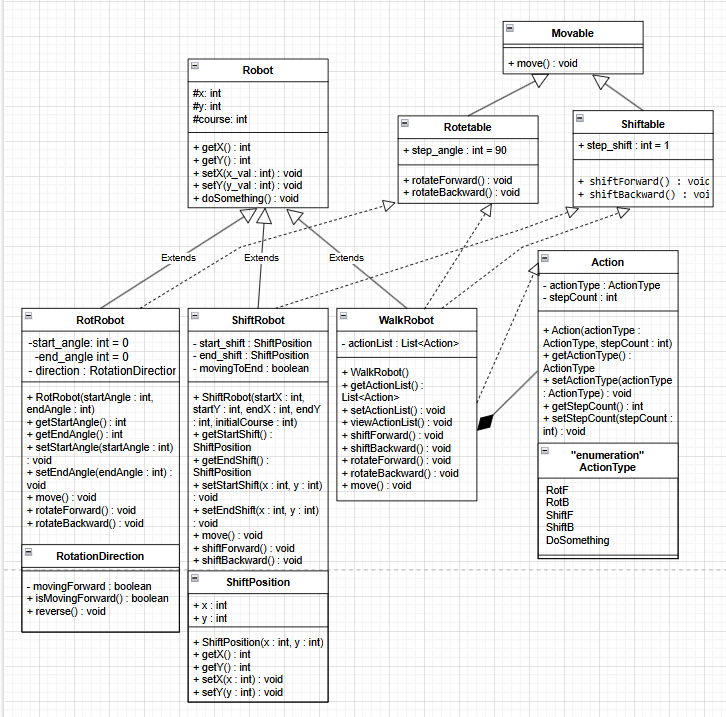 Movable
+ move() : void
Robot
#x: int
#y: int
#course: int
+ getX() : int
+ getY() : int
+ setX(x_val : int) : void
+ setY(y_val : int) : void
+ doSomething() : void
Rotetable
+ step_angle : int = 90
+ rotateForward() : void
+ rotateBackward() : void
Shiftable
+ step_shift : int = 1
+ shiftForward() : void
+ shiftBackward() : voi
Extends
Extends
Extends
RotRobot
-start_angle: int = 0
-end_angle int = 0
- direction : RotationDirection
+ RotRobot(startAngle : int,
endAngle : int)
+ getStartAngle() : int
+ getEndAngle() : int
+ setStartAngle(startAngle : int)
: void
+ setEndAngle(endAngle : int) :
void
+ move() : void
+ rotateForward() : void
+ rotateBackward() : void
RotationDirection
- movingForward : boolean
+ isMovingForward() : boolean
+ reverse() : void
ShiftRobot
- start_shift : ShiftPosition
- end_shift : ShiftPosition
- movingToEnd : boolean
+ ShiftRobot(startX : int,
startY : int, endX : int, endY
: int, initialCourse : int)
+ getStartShift() :
ShiftPosition
+ getEndShift() :
ShiftPosition
+ setStartShift(x : int, y : int)
: void
+ setEndShift(x : int, y : int)
: void
+ move() : void
+ shiftForward() : void
+ shiftBackward() : void
ShiftPosition
+ x : int
+ y : int
+ ShiftPosition(x : int, y : int)
+ getX() : int
+ getY() : int
+ setX(x : int) : void
+ setY(y : int) : void
WalkRobot
- actionList : List<Action>
+ WalkRobot()
+ getActionList() :
List<Action>
+ setActionList() : void
+ viewActionList() : void
+ shiftForward() : void
+ shiftBackward() : void
+ rotateForward() : void
+ rotateBackward() : void
+ move() : void
Action
- actionType : ActionType
- stepCount : int
+ Action(actionType :
ActionType, stepCount : int)
+ getActionType() :
ActionType
+ setActionType(actionType
: ActionType) : void
+ getStepCount() : int
+ setStepCount(stepCount :
int) : void
"enumeration"
ActionType
RotF
RotB
ShiftF
ShiftB
DoSomething